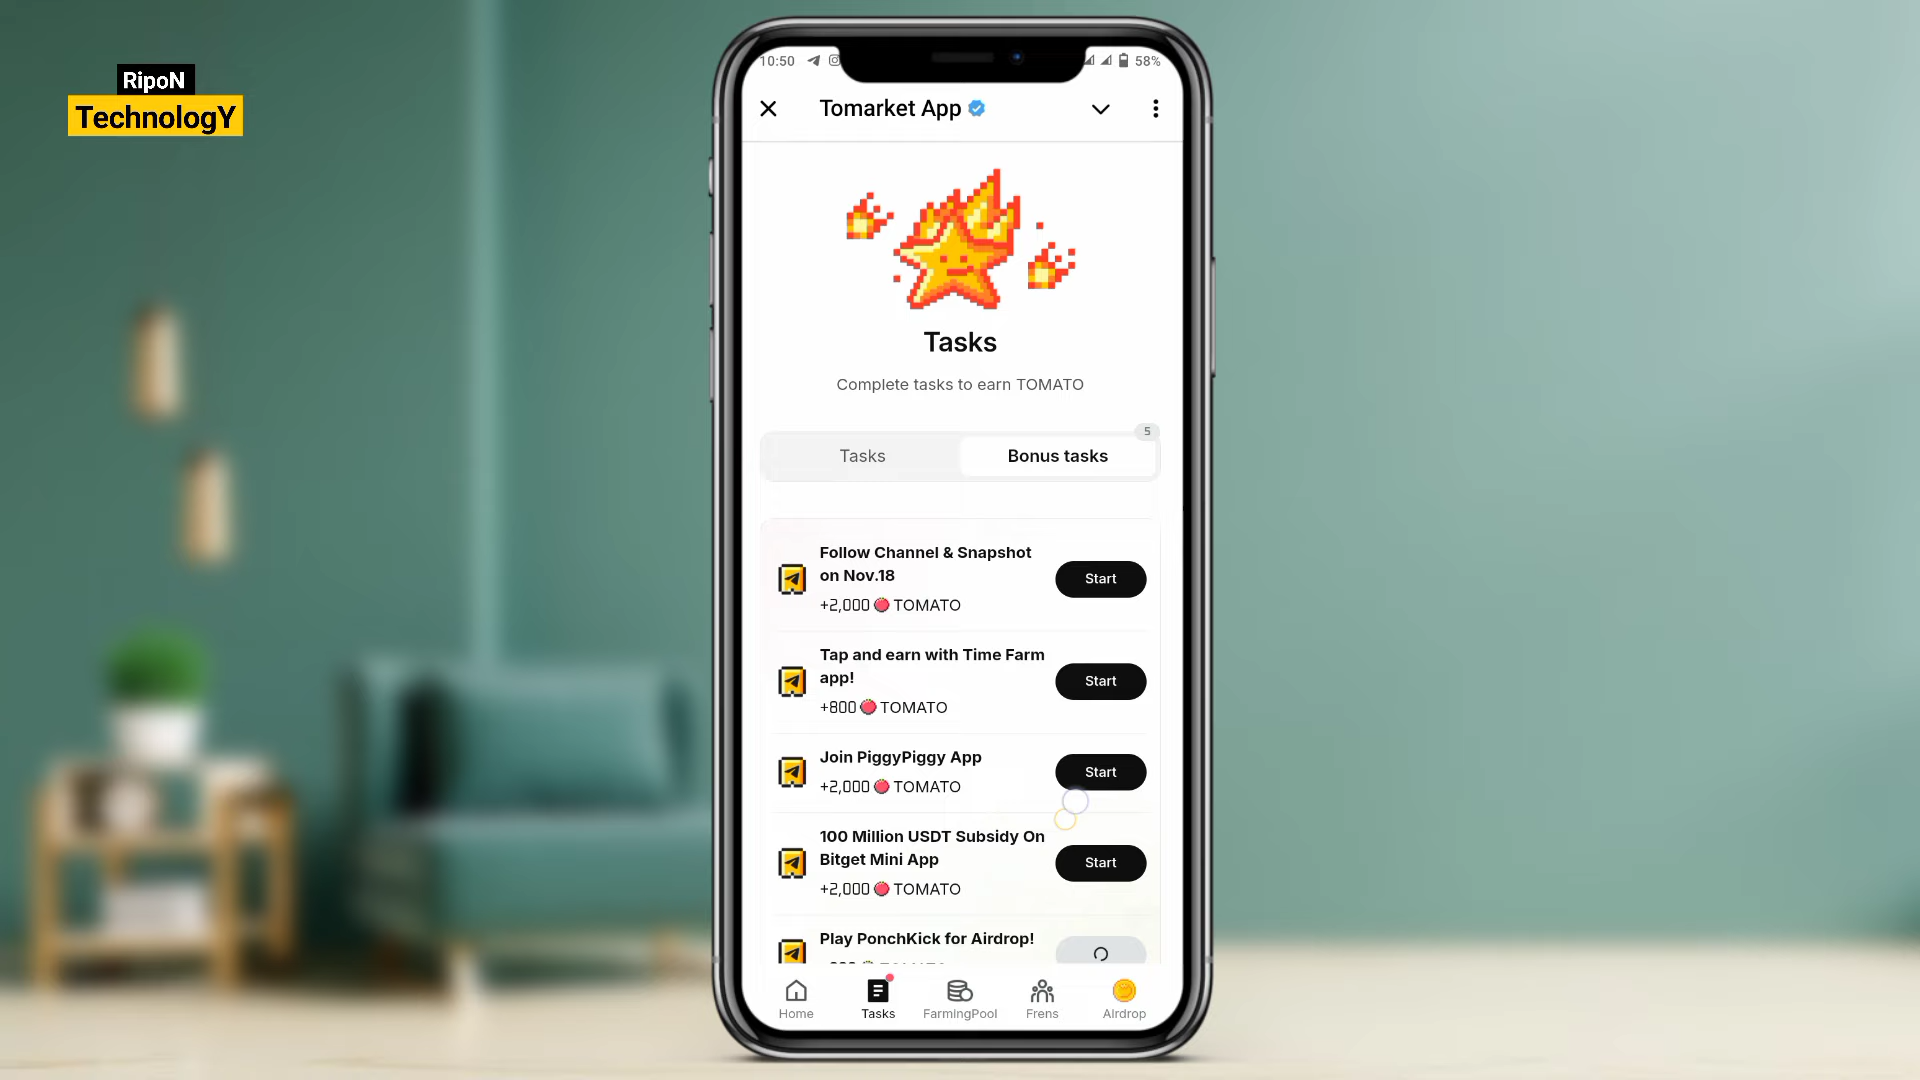 RipoN
TechnologY
10:50
58%
Tomarket App
Tasks
Complete tasks to earn TOMATO
5
Tasks
Bonus tasks
Follow Channel & Snapshot
on Nov.18
+2,000 TOMATO
Start
Tap and earn with Time Farm
app!
+800 TOMATO
Start
Join PiggyPiggy App
+2,000 TOMATO
Start
100 Million USDT Subsidy On
Bitget Mini App
+2,000 TOMATO
Start
Play PonchKick for Airdrop!
Home
Tasks
FarmingPool
Frens
Airdrop